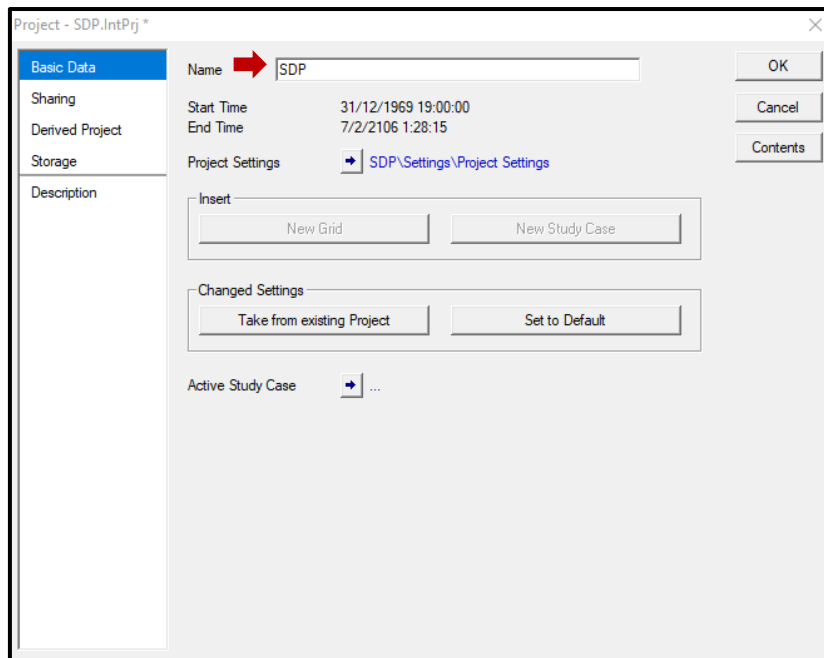 Project - SDP.IntPrj *
Basic Data
Sharing
Derived Project
Storage
Description
Name SDP
Start Time 31/12/1969 19:00:00
End Time 7/2/2106 1:28:15
Project Settings SDP\Settings\Project Settings
Insert
New Grid New Study Case
Changed Settings
Take from existing Project Set to Default
Active Study Case ...
OK
Cancel
Contents